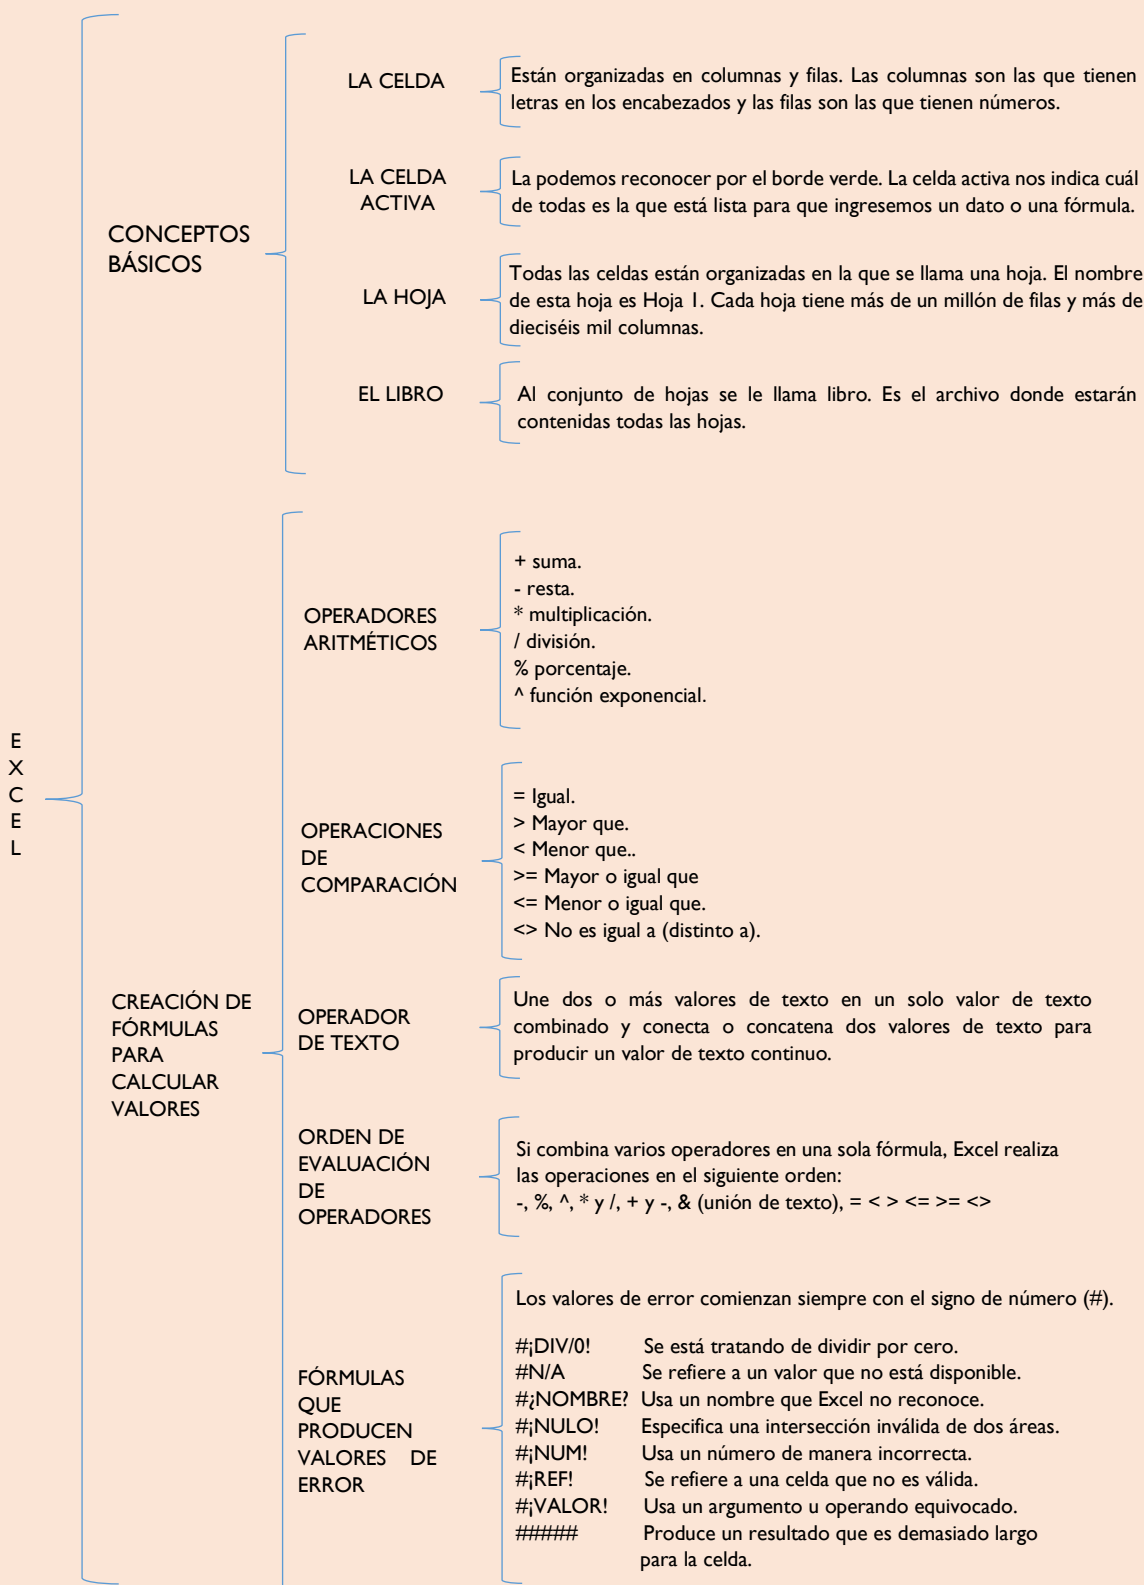 E
X
C
E
L
CONCEPTOS
BÁSICOS
LA CELDA
Están organizadas en columnas y filas. Las columnas son las que tienen
letras en los encabezados y las filas son las que tienen números.
LA CELDA
ACTIVA
La podemos reconocer por el borde verde. La celda activa nos indica cuál
de todas es la que está lista para que ingresemos un dato o una fórmula.
LA HOJA
Todas las celdas están organizadas en la que se llama una hoja. El nombre
de esta hoja es Hoja 1. Cada hoja tiene más de un millón de filas y más de
dieciséis mil columnas.
EL LIBRO
Al conjunto de hojas se le llama libro. Es el archivo donde estarán
contenidas todas las hojas.
CREACIÓN DE
FÓRMULAS
PARA
CALCULAR
VALORES
OPERADORES
ARITMÉTICOS
+ suma.
- resta.
* multiplicación.
/ división.
% porcentaje.
^ función exponencial.
OPERACIONES
DE
COMPARACIÓN
= Igual.
> Mayor que.
< Menor que..
>= Mayor o igual que
<= Menor o igual que.
<> No es igual a (distinto a).
OPERADOR
DE TEXTO
Une dos o más valores de texto en un solo valor de texto
combinado y conecta o concatena dos valores de texto para
producir un valor de texto continuo.
ORDEN DE
EVALUACIÓN
DE
OPERADORES
Si combina varios operadores en una sola fórmula, Excel realiza
las operaciones en el siguiente orden:
-, %, ^, * y /, + y -, & (unión de texto), = < > <= >= <>
FÓRMULAS
QUE
PRODUCEN
VALORES DE
ERROR
Los valores de error comienzan siempre con el signo de número (#).
#¡DIV/0! Se está tratando de dividir por cero.
#N/A Se refiere a un valor que no está disponible.
#¿NOMBRE? Usa un nombre que Excel no reconoce.
#¡NULO! Especifica una intersección inválida de dos áreas.
#¡NUM! Usa un número de manera incorrecta.
#¡REF! Se refiere a una celda que no es válida.
#¡VALOR! Usa un argumento u operando equivocado.
###### Produce un resultado que es demasiado largo
para la celda.